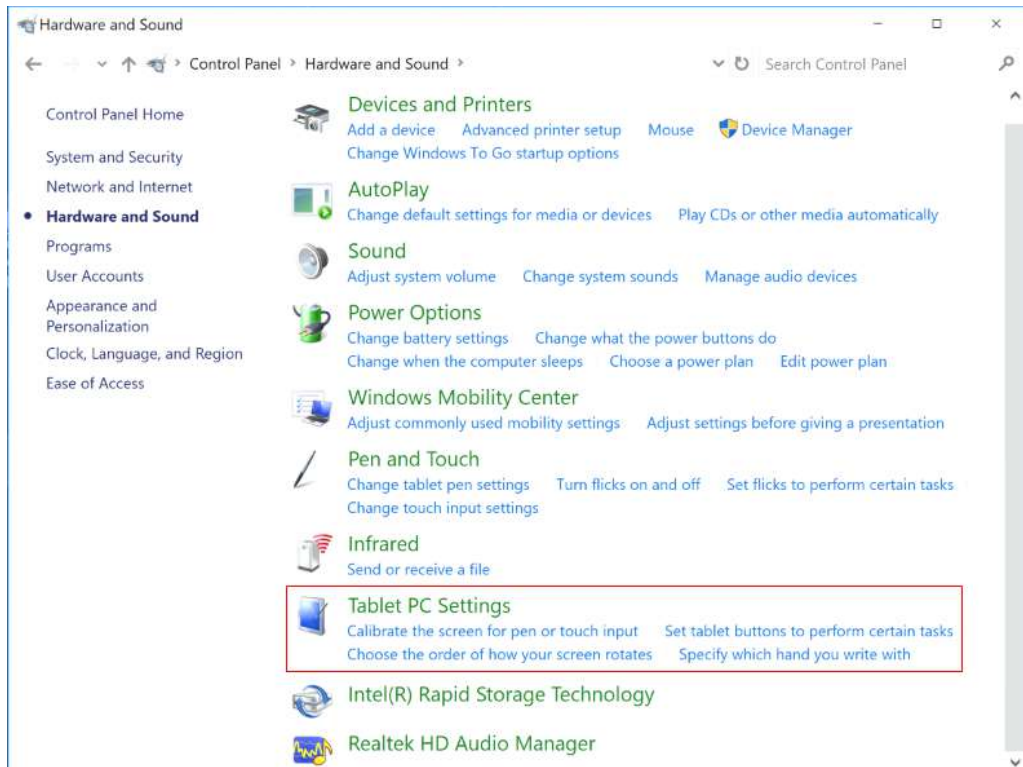 Hardware and Sound
Control Panel > Hardware and Sound >
Search Control Panel
Control Panel Home
System and Security
Network and Internet
Hardware and Sound
Programs
User Accounts
Appearance and
Personalization
Clock, Language, and Region
Ease of Access
Devices and Printers
Add a device Advanced printer setup Mouse Device Manager
Change Windows To Go startup options
AutoPlay
Change default settings for media or devices Play CDs or other media automatically
Sound
Adjust system volume Change system sounds Manage audio devices
Power Options
Change battery settings Change what the power buttons do
Change when the computer sleeps Choose a power plan Edit power plan
Windows Mobility Center
Adjust commonly used mobility settings Adjust settings before giving a presentation
Pen and Touch
Change tablet pen settings Turn flicks on and off Set flicks to perform certain tasks
Change touch input settings
Infrared
Send or receive a file
Tablet PC Settings
Calibrate the screen for pen or touch input Set tablet buttons to perform certain tasks
Choose the order of how your screen rotates Specify which hand you write with
Intel(R) Rapid Storage Technology
Realtek HD Audio Manager